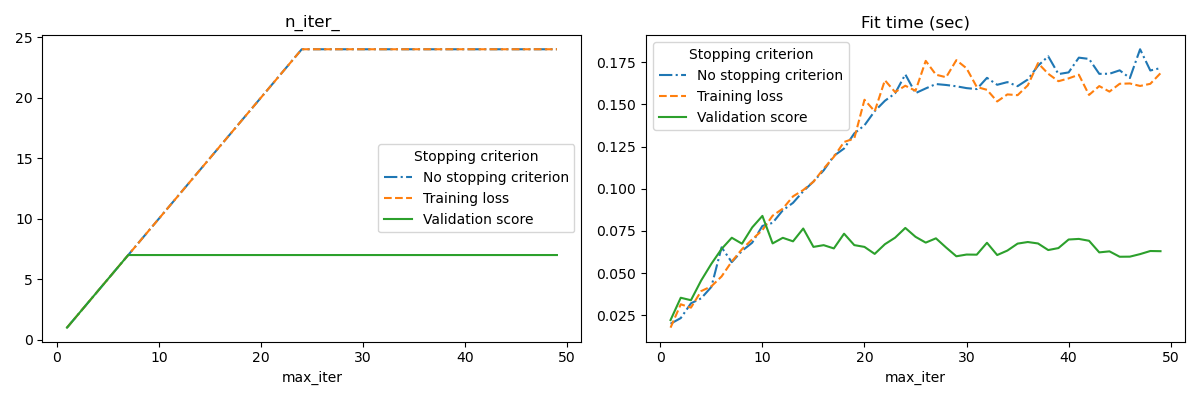 n_iter_
25
20
15
10
5
0
Stopping criterion
No stopping criterion
Training loss
Validation score
0 10 20 30 40 50
max_iter
Fit time (sec)
0.175
0.150
0.125
0.100
0.075
0.050
0.025
Stopping criterion
No stopping criterion
Training loss
Validation score
0 10 20 30 40 50
max_iter